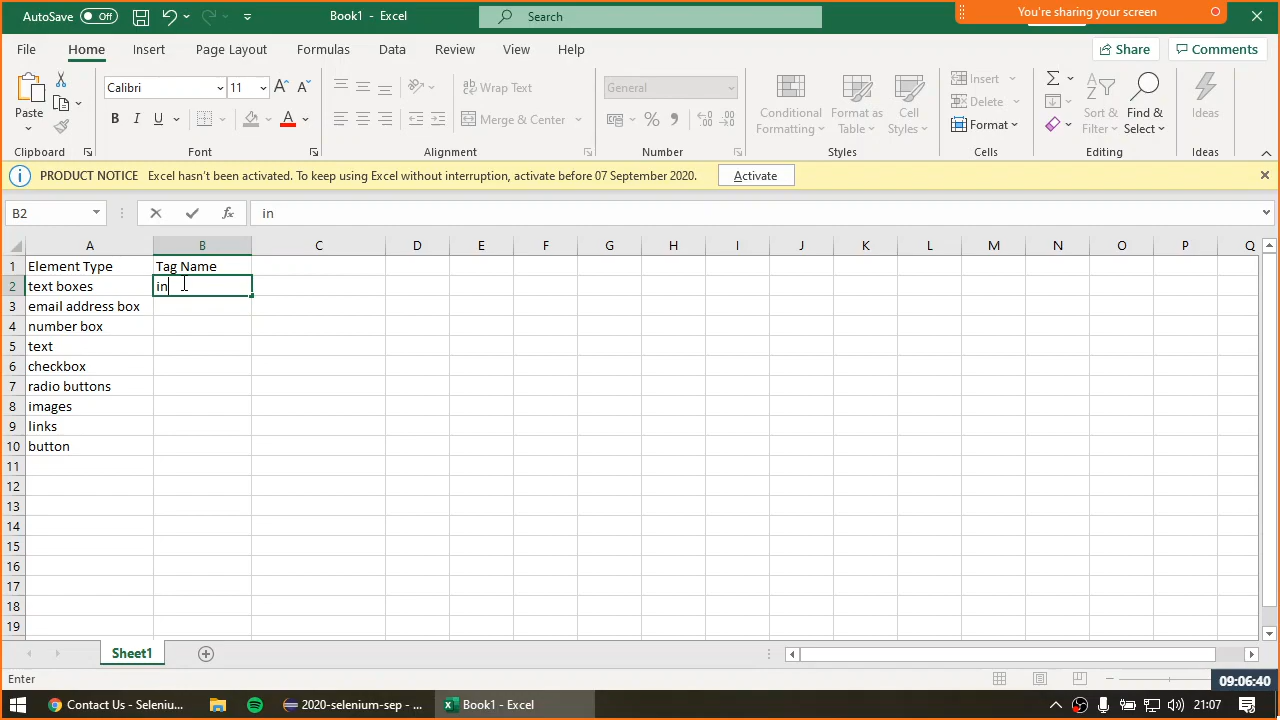 AutoSave Off Book1 - Excel Search You're sharing your screen
File Home Insert Draw Page Layout Formulas Data Review View Help Share Comments
Paste Calibri 11 Wrap Text General Conditional Formatting Format as Table Cell Styles Insert Delete Format Sort & Filter Find & Select Ideas
B I U A Merge & Center %
Clipboard Font Alignment Number Styles Cells Editing Ideas
PRODUCT NOTICE Excel hasn't been activated. To keep using Excel without interruption, activate before 07 September 2020. Activate
B2 fx in
A B C D E F G H I J K L M N O P Q
1 Element Type Tag Name
2 text boxes in
3 email address box
4 number box
5 text
6 checkbox
7 radio buttons
8 images
9 links
10 button
11
12
13
14
15
16
17
18
19
Sheet1
Enter
09:06:40
Contact Us - Seleniu... 2020-selenium-sep - ... Book1 - Excel 21:07